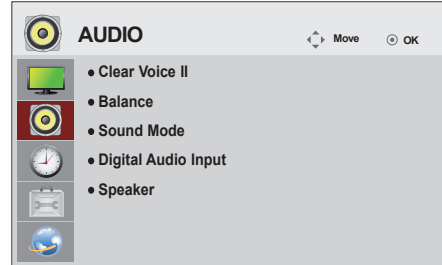 AUDIO
Move
OK
• Clear Voice II
• Balance
• Sound Mode
• Digital Audio Input
• Speaker